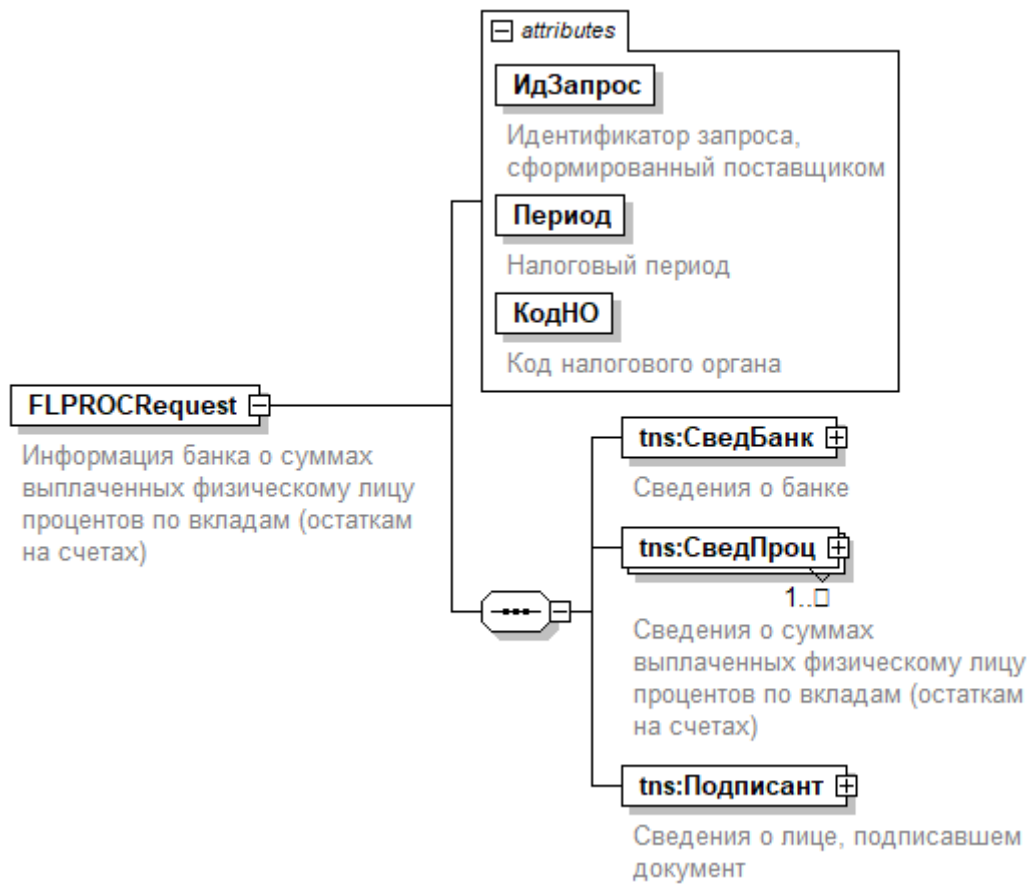 attributes
ИдЗапрос
Идентификатор запроса,
сформированный поставщиком
Период
Налоговый период
КодНО
Код налогового органа
FLPROCRequest
Информация банка о суммах
выплаченных физическому лицу
процентов по вкладам (остаткам
на счетах)
tns:СведБанк
Сведения о банке
tns:СведПроц
1..□
Сведения о суммах
выплаченных физическому лицу
процентов по вкладам (остаткам
на счетах)
tns:Подписант
Сведения о лице, подписавшем
документ